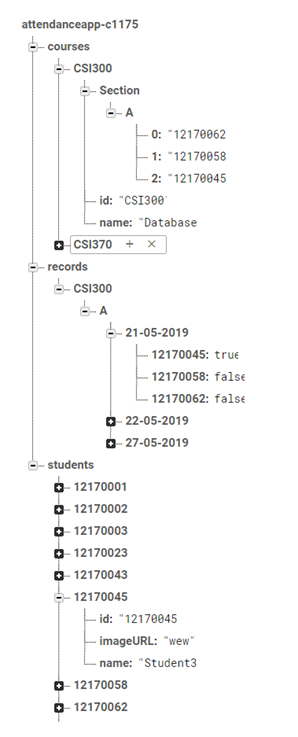 attendanceapp-c1175
courses
CSI300
Section
A
0: "12170062
1: "12170058
2: "12170045
id: "CSI300'
name: "Database
CSI370 + ×
records
CSI300
A
21-05-2019
12170045: true
12170058: false
12170062: false
22-05-2019
27-05-2019
students
12170001
12170002
12170003
12170023
12170043
12170045
id: "12170045
imageURL: "wew"
name: "Student3
12170058
12170062